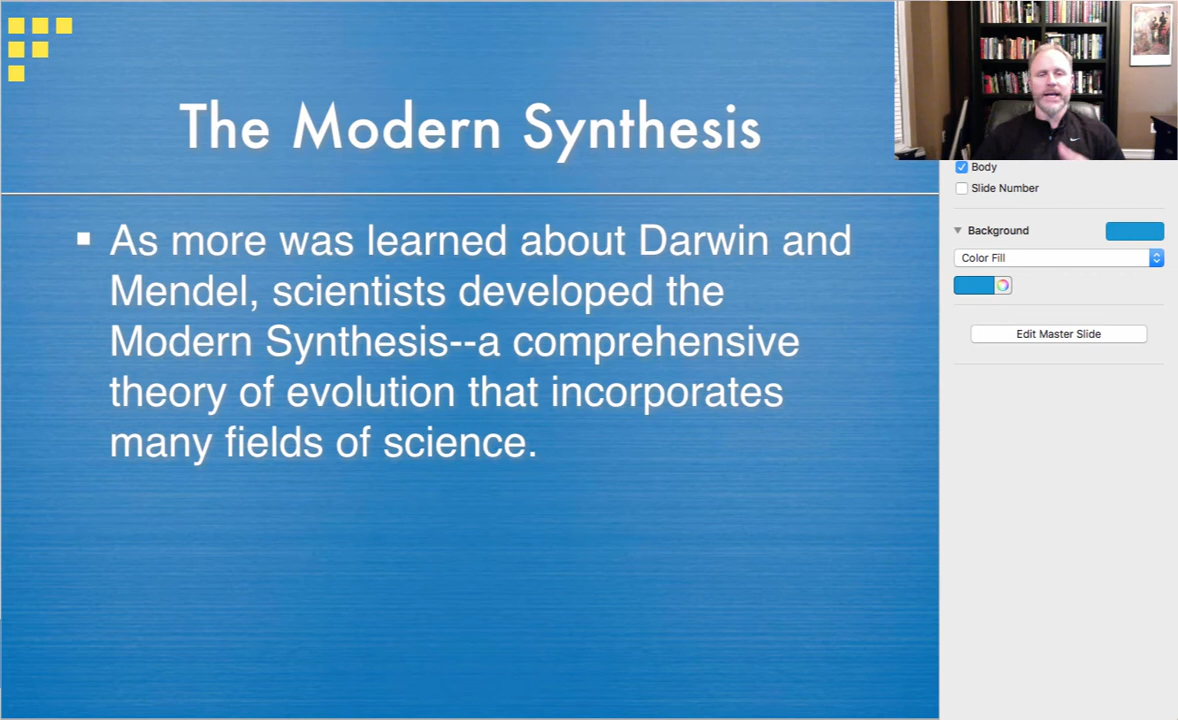 The Modern Synthesis
▪ As more was learned about Darwin and
Mendel, scientists developed the
Modern Synthesis--a comprehensive
theory of evolution that incorporates
many fields of science.
Body
Slide Number
Background
Color Fill
Edit Master Slide